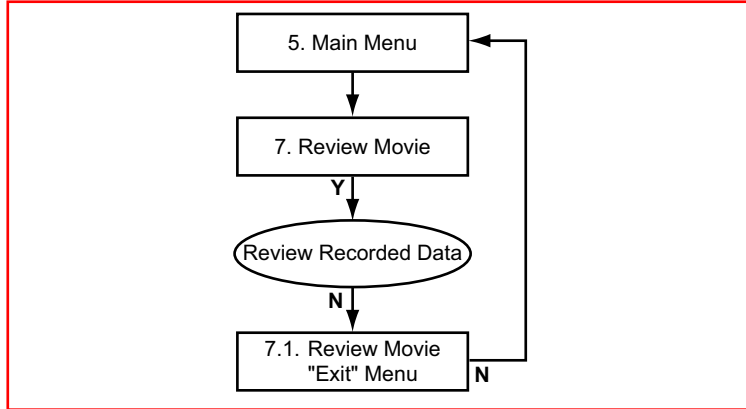 5. Main Menu
7. Review Movie
Y
Review Recorded Data
N
7.1. Review Movie
"Exit" Menu
N